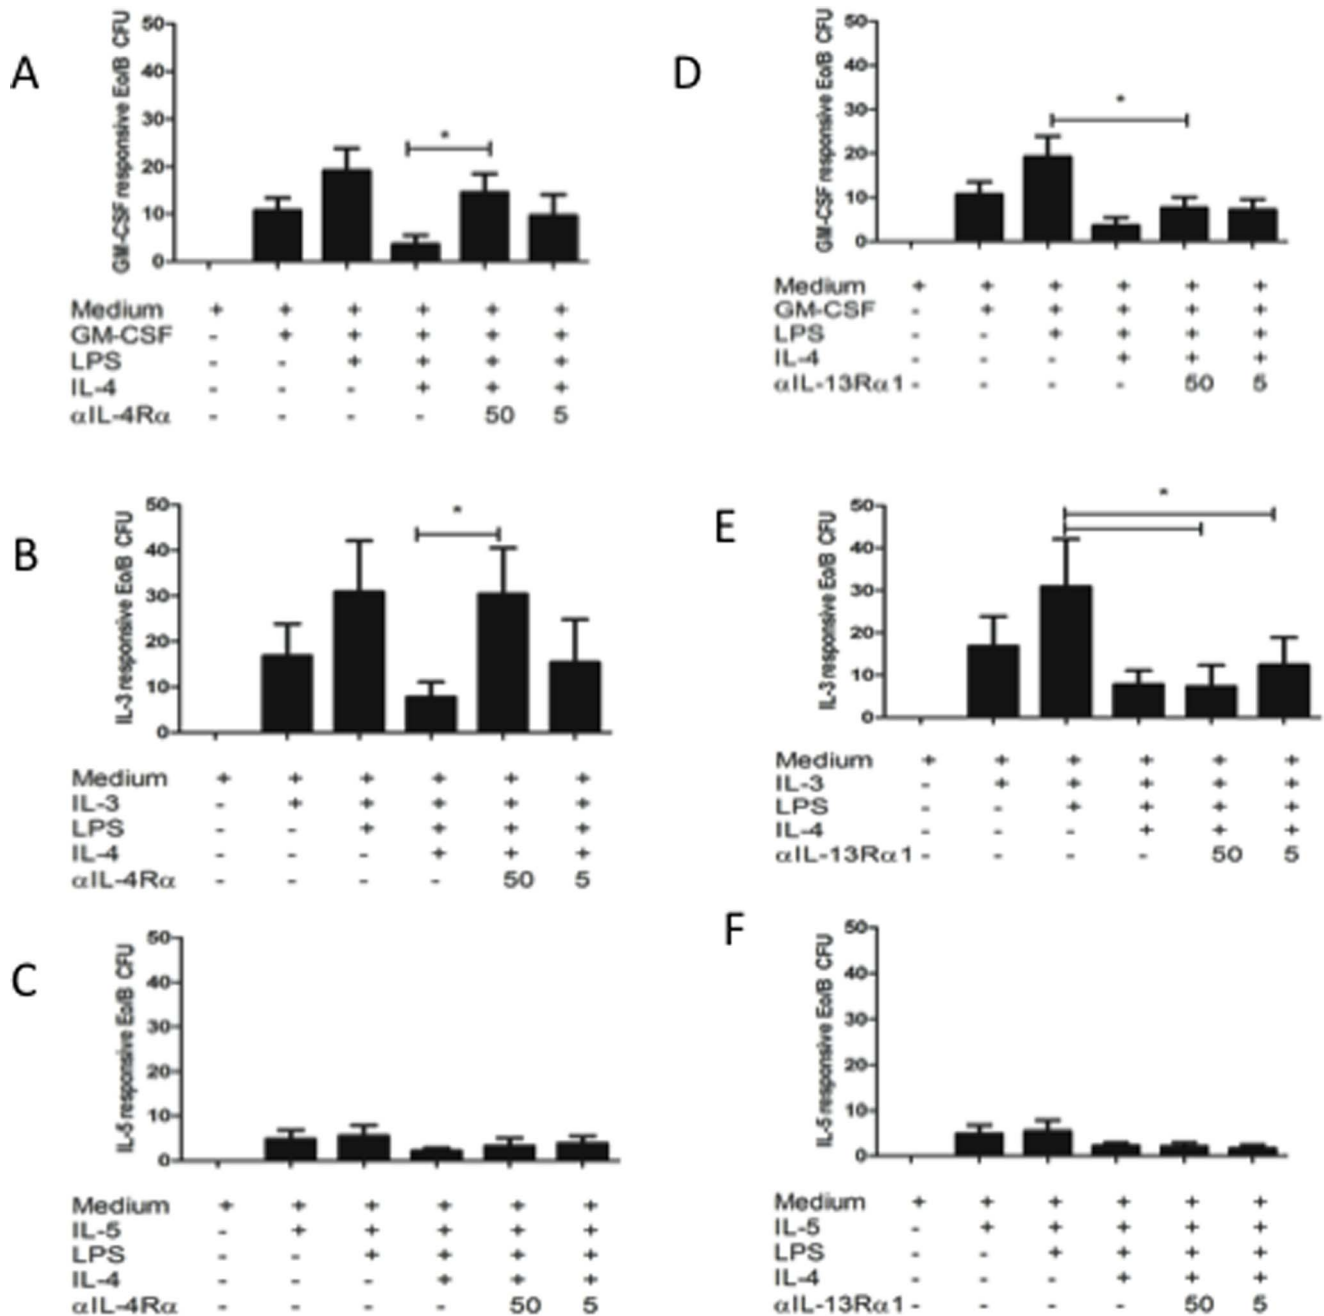 A
GM-CSF responsive Eo/B CFU
50
40
30
20
10
0
*
Medium + + + + + +
GM-CSF - + + + + +
LPS - - + + + +
IL-4 - - - + + +
αIL-4Rα - - - - 50 5
D
GM-CSF responsive Eo/B CFU
50
40
30
20
10
0
*
Medium + + + + + +
GM-CSF - + + + + +
LPS - - + + + +
IL-4 - - - + + +
αIL-13Rα1 - - - - 50 5
B
IL-3 responsive Eo/B CFU
50
40
30
20
10
0
*
Medium + + + + + +
IL-3 - + + + + +
LPS - - + + + +
IL-4 - - - + + +
αIL-4Rα - - - - 50 5
E
IL-3 responsive Eo/B CFU
50
40
30
20
10
0
*
Medium + + + + + +
IL-3 - + + + + +
LPS - - + + + +
IL-4 - - - + + +
αIL-13Rα1 - - - - 50 5
C
IL-5 responsive Eo/B CFU
50
40
30
20
10
0
Medium + + + + + +
IL-5 - + + + + +
LPS - - + + + +
IL-4 - - - + + +
αIL-4Rα - - - - 50 5
F
IL-5 responsive Eo/B CFU
50
40
30
20
10
0
Medium + + + + + +
IL-5 - + + + + +
LPS - - + + + +
IL-4 - - - + + +
αIL-13Rα1 - - - - 50 5